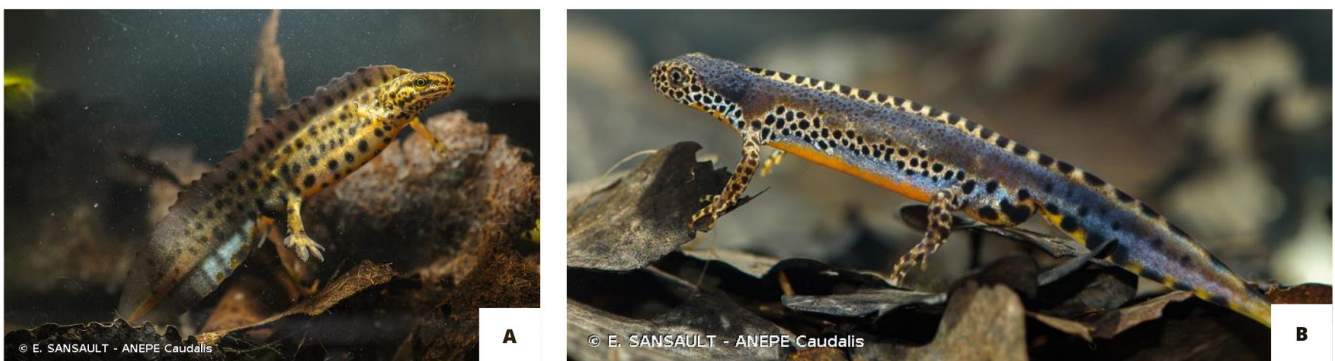 © E. SANSAULT - ANEPE Caudalis
A
© E. SANSAULT - ANEPE Caudalis
B